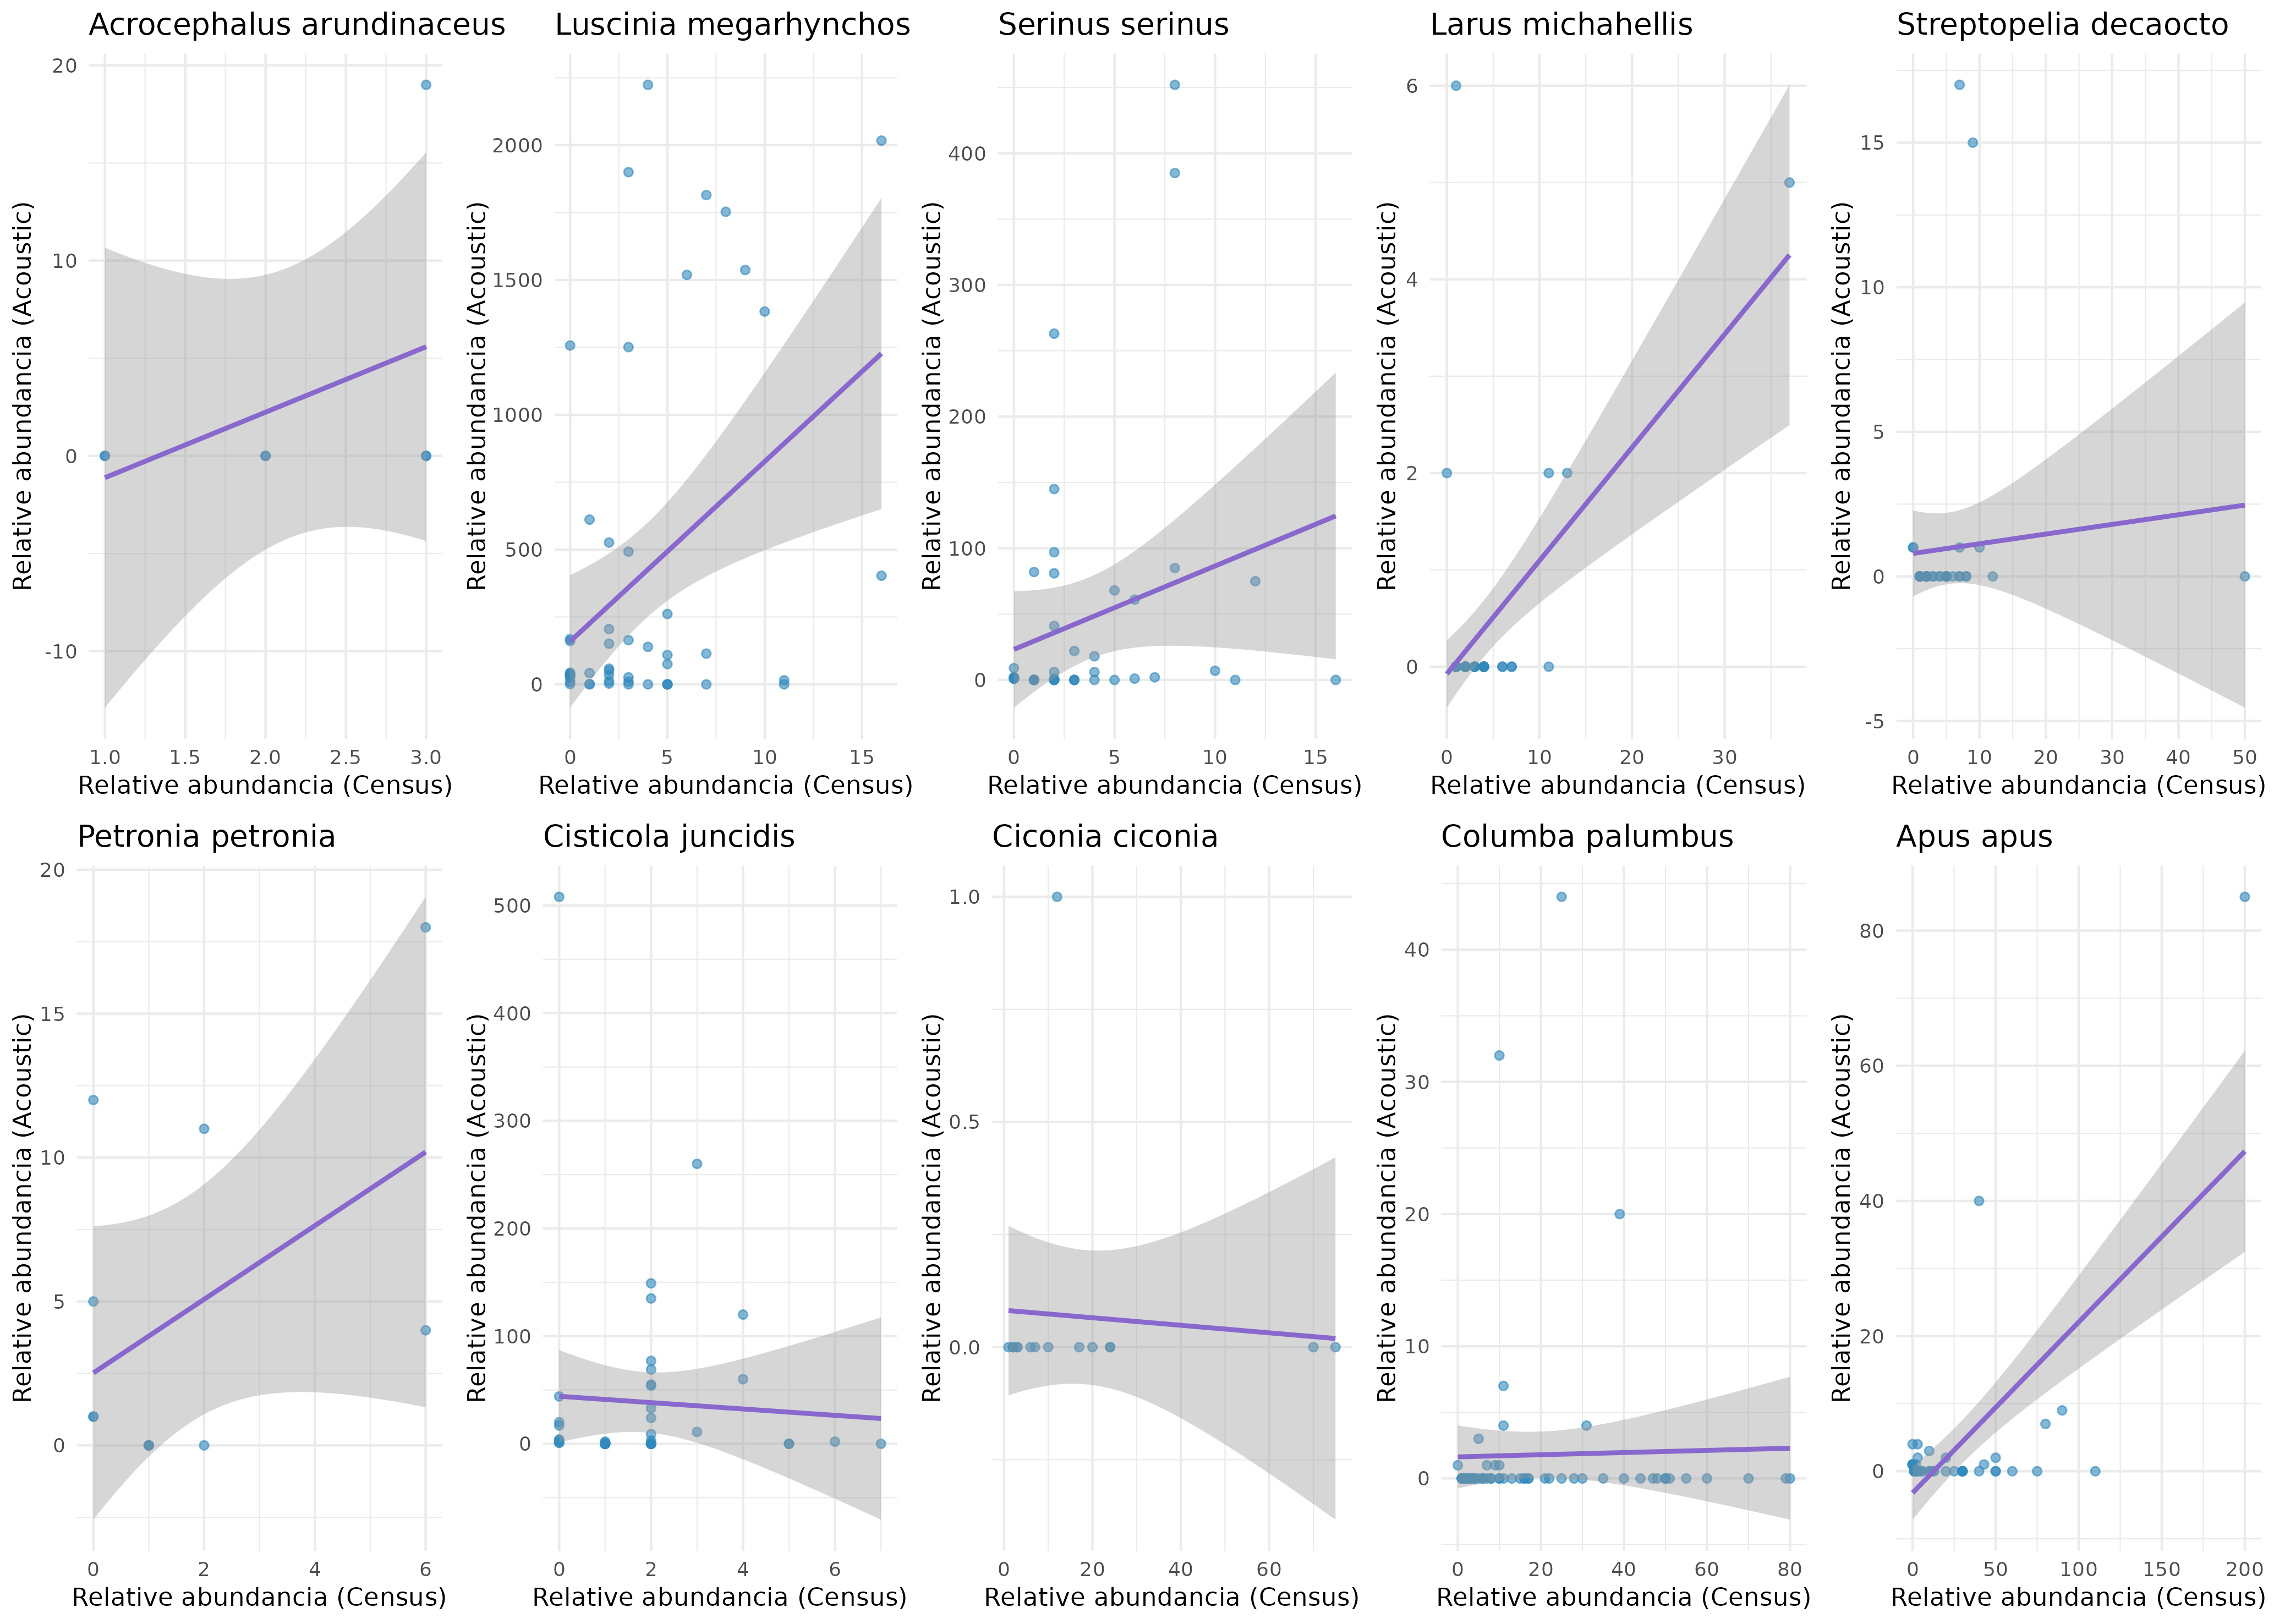 Acrocephalus arundinaceus
Luscinia megarhynchos
Serinus serinus
Larus michahellis
Streptopelia decaocto
Relative abundancia (Acoustic)
20
10
0
-10
1.0 1.5 2.0 2.5 3.0
Relative abundancia (Census)
Relative abundancia (Acoustic)
2000
1500
1000
500
0
0 5 10 15
Relative abundancia (Census)
Relative abundancia (Acoustic)
400
300
200
100
0
0 5 10 15
Relative abundancia (Census)
Relative abundancia (Acoustic)
6
4
2
0
0 10 20 30
Relative abundancia (Census)
Relative abundancia (Acoustic)
15
10
5
0
-5
0 10 20 30 40 50
Relative abundancia (Census)
Petronia petronia
Cisticola juncidis
Ciconia ciconia
Columba palumbus
Apus apus
Relative abundancia (Acoustic)
20
15
10
5
0
0 2 4 6
Relative abundancia (Census)
Relative abundancia (Acoustic)
500
400
300
200
100
0
0 2 4 6
Relative abundancia (Census)
Relative abundancia (Acoustic)
1.0
0.5
0.0
0 20 40 60
Relative abundancia (Census)
Relative abundancia (Acoustic)
40
30
20
10
0
0 20 40 60 80
Relative abundancia (Census)
Relative abundancia (Acoustic)
80
60
40
20
0
0 50 100 150 200
Relative abundancia (Census)